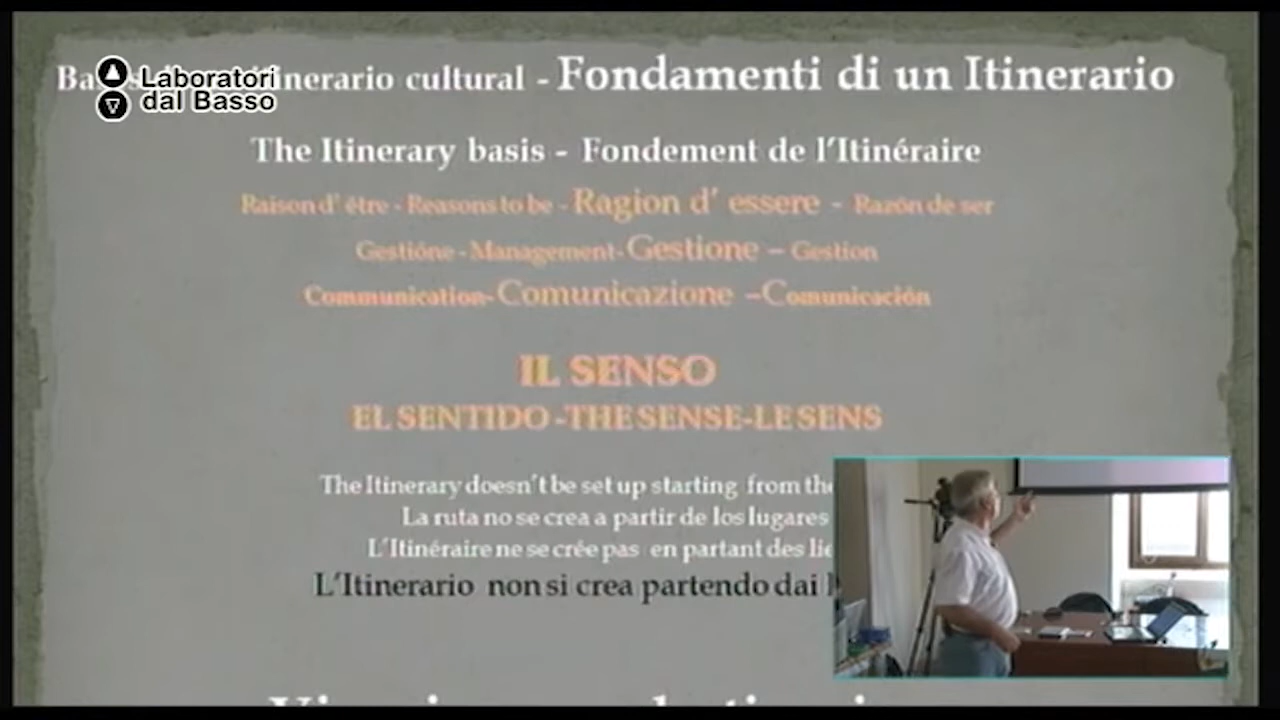 Laboratori
dal Basso
cultural - Fondamenti di un Itinerario
The Itinerary basis - Fondement de l'Itinéraire
Raison d' être - Reasons to be - Ragion d' essere - Razón de ser
Gestióne - Management- Gestione – Gestion
Communication- Comunicazione –Comunicación
IL SENSO
EL SENTIDO -THE SENSE-LE SENS
The Itinerary doesn't be set up starting from the
La ruta no se crea a partir de los lugares
L'Itinéraire ne se crée pas en partant des
L'Itinerario non si crea partendo dai